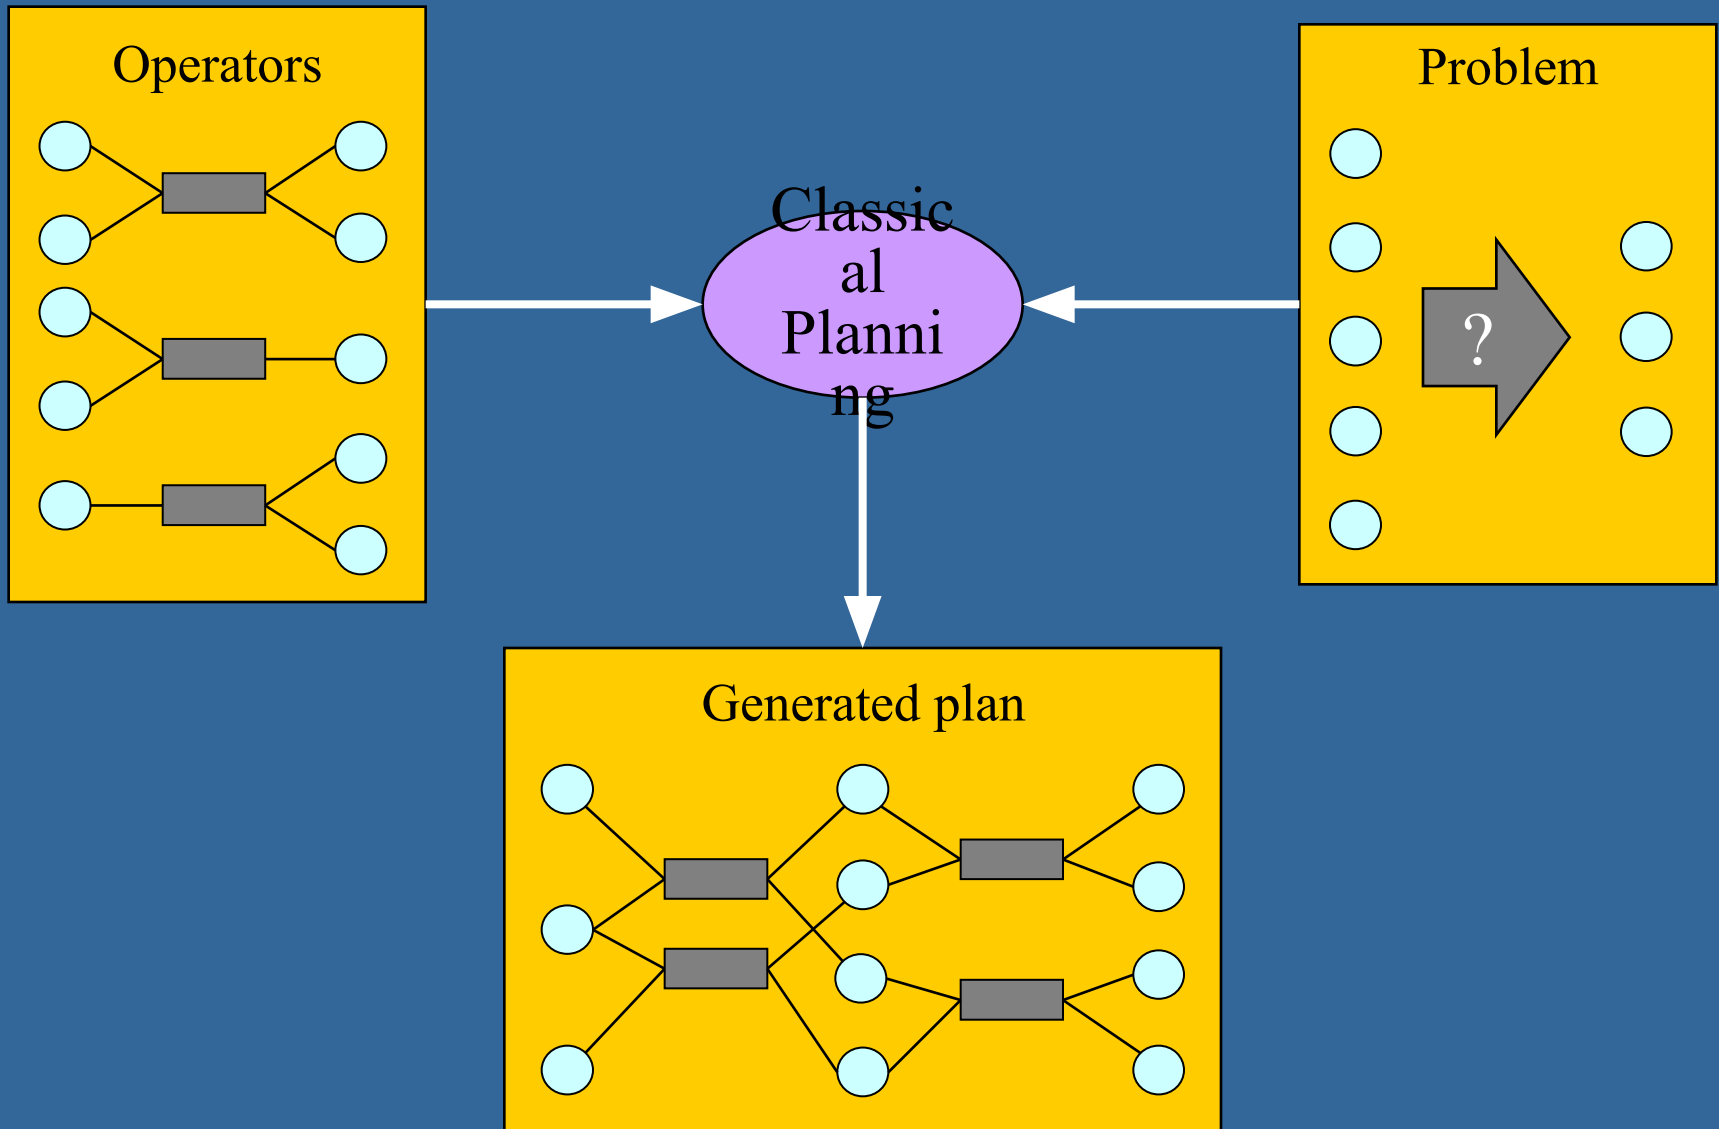 Operators
Problem
Classic
al
Planni
ng
?
Generated plan